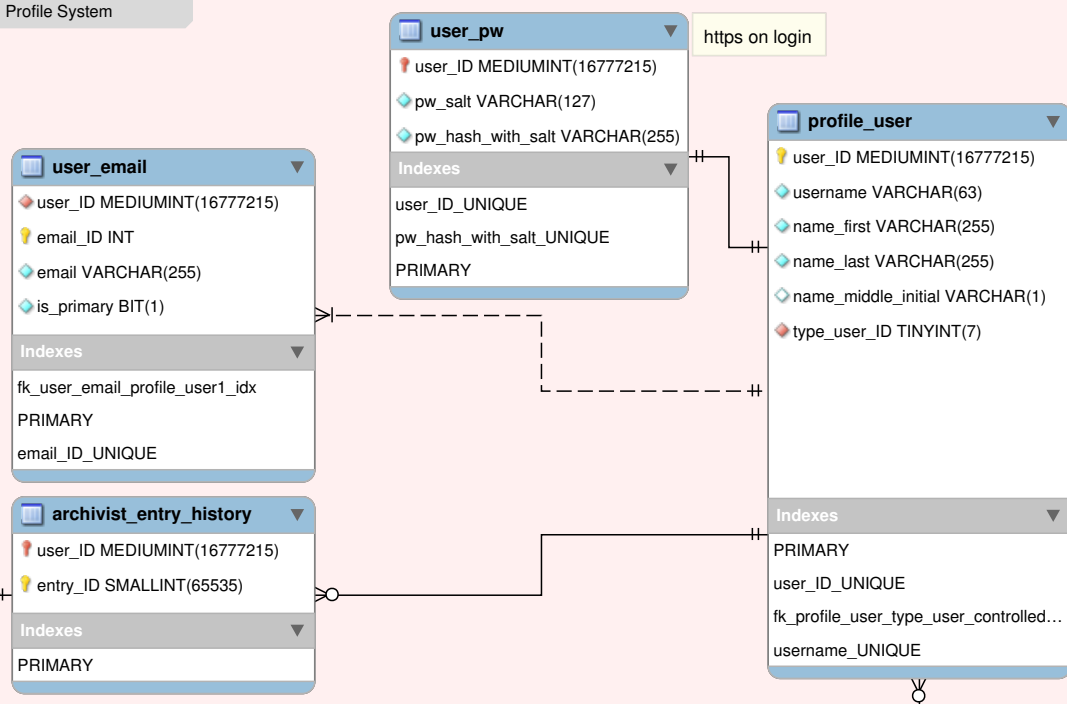 Profile System
user_pw
https on login
user_ID MEDIUMINT(16777215)
pw_salt VARCHAR(127)
pw_hash_with_salt VARCHAR(255)
Indexes
user_ID_UNIQUE
pw_hash_with_salt_UNIQUE
PRIMARY
profile_user
user_ID MEDIUMINT(16777215)
username VARCHAR(63)
name_first VARCHAR(255)
name_last VARCHAR(255)
name_middle_initial VARCHAR(1)
type_user_ID TINYINT(7)
Indexes
PRIMARY
user_ID_UNIQUE
fk_profile_user_type_user_controlled…
username_UNIQUE
user_email
user_ID MEDIUMINT(16777215)
email_ID INT
email VARCHAR(255)
is_primary BIT(1)
Indexes
fk_user_email_profile_user1_idx
PRIMARY
email_ID_UNIQUE
archivist_entry_history
user_ID MEDIUMINT(16777215)
entry_ID SMALLINT(65535)
Indexes
PRIMARY